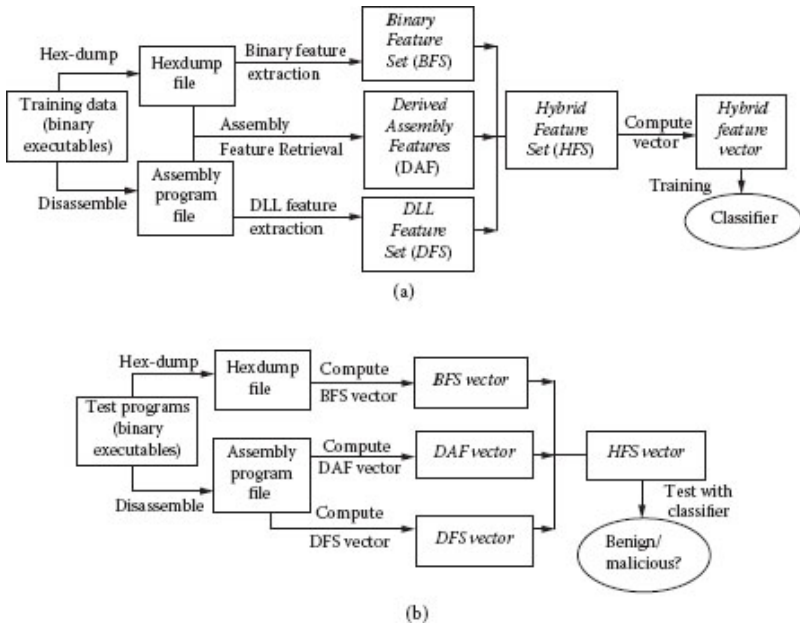 Hex-dump
Training data
(binary
executables)
Disassemble
Hexdump
file
Assembly
program
file
Binary feature
extraction
Assembly
Feature Retrieval
DLL feature
extraction
Binary
Feature
Set (BFS)
Derived
Assembly
Features
(DAF)
DLL
Feature
Set (DFS)
Hybrid
Feature
Set (HFS)
Compute
vector
Hybrid
feature
vector
Training
Classifier
(a)
Hex-dump
Test programs
(binary
executables)
Disassemble
Hexdump
file
Assembly
program
file
Compute
BFS vector
Compute
DAF vector
Compute
DFS vector
BFS vector
DAF vector
DFS vector
HFS vector
Test with
classifier
Benign/
malicious?
(b)